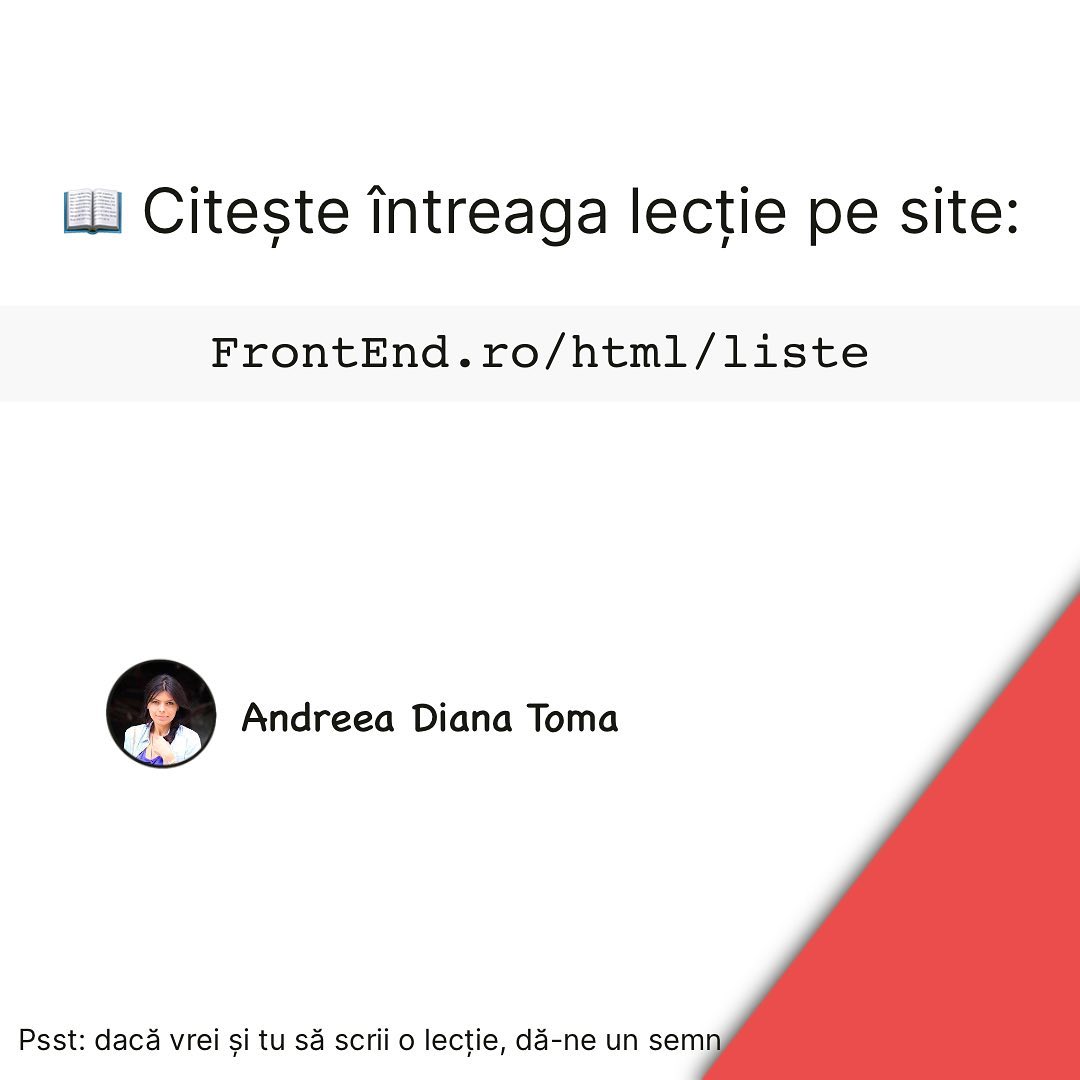 📖 Citește întreaga lecție pe site:
FrontEnd.ro/html/liste
Andreea Diana Toma
Psst: dacă vrei și tu să scrii o lecție, dă-ne un semn